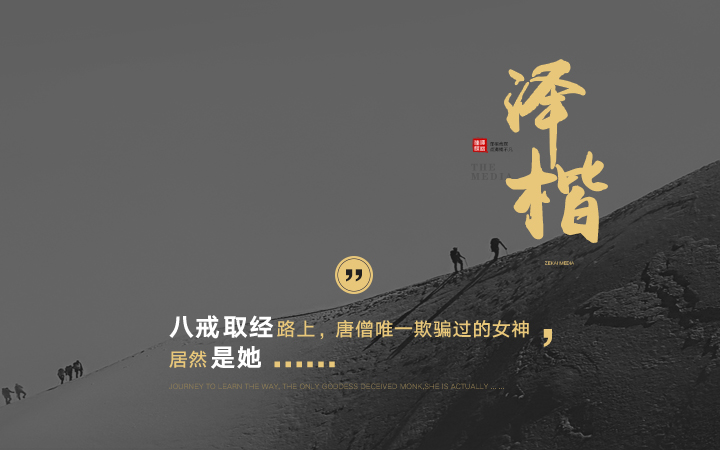 泽楷
THE
MEDIA
ZEKAI MEDIA
八戒取经路上，唐僧唯一欺骗过的女神，
居然是她 ......
JOURNEY TO LEARN THE WAY, THE ONLY GODDESS DECEIVED MONK,SHE IS ACTUALLY ... ...